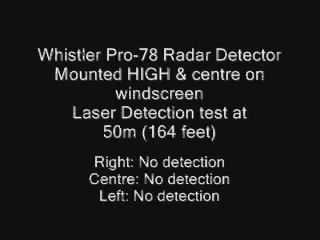 Whistler Pro-78 Radar Detector
Mounted HIGH & centre on
windscreen
Laser Detection test at
50m (164 feet)
Right: No detection
Centre: No detection
Left: No detection